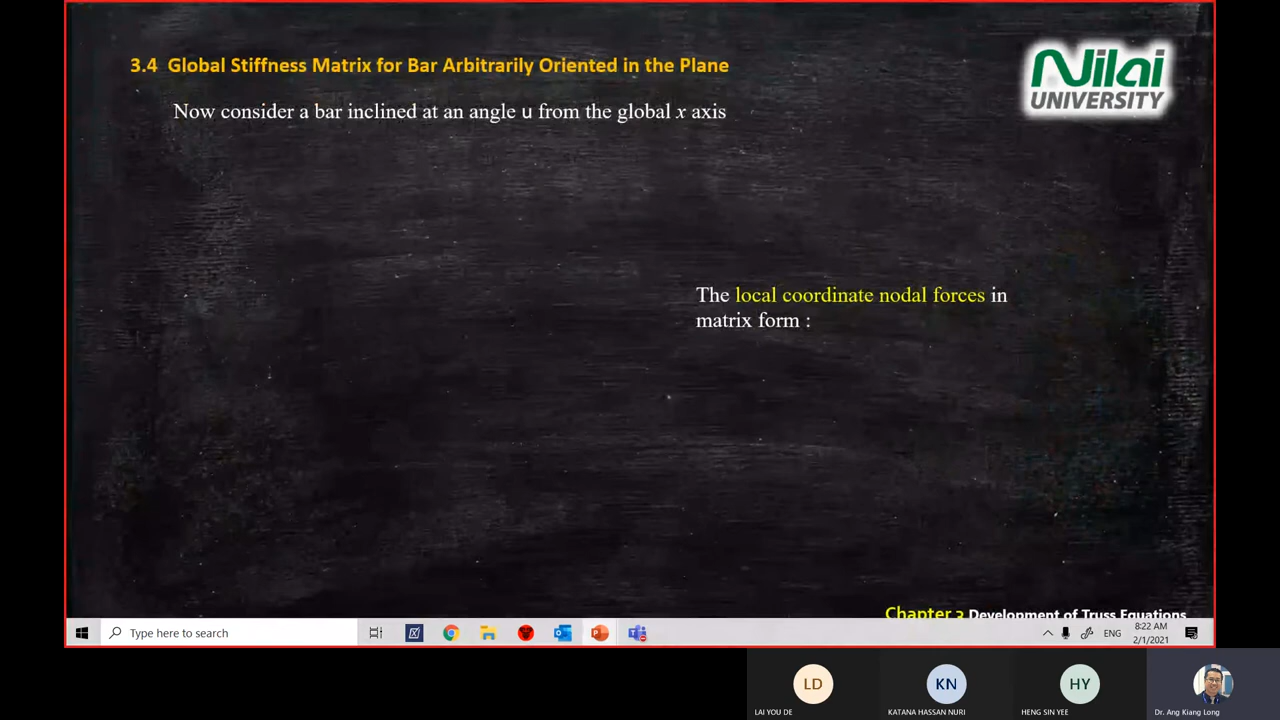 3.4 Global Stiffness Matrix for Bar Arbitrarily Oriented in the Plane
Nilai
UNIVERSITY
Now consider a bar inclined at an angle u from the global x axis
The local coordinate nodal forces in
matrix form :
Chapter 3 Development of Truss Equations
Type here to search
ENG
8:22 AM
2/1/2021
LD
KN
HY
LAI YOU DE
KATANA HASSAN NURI
HENG SIN YEE
Dr. Ang Kiang Long